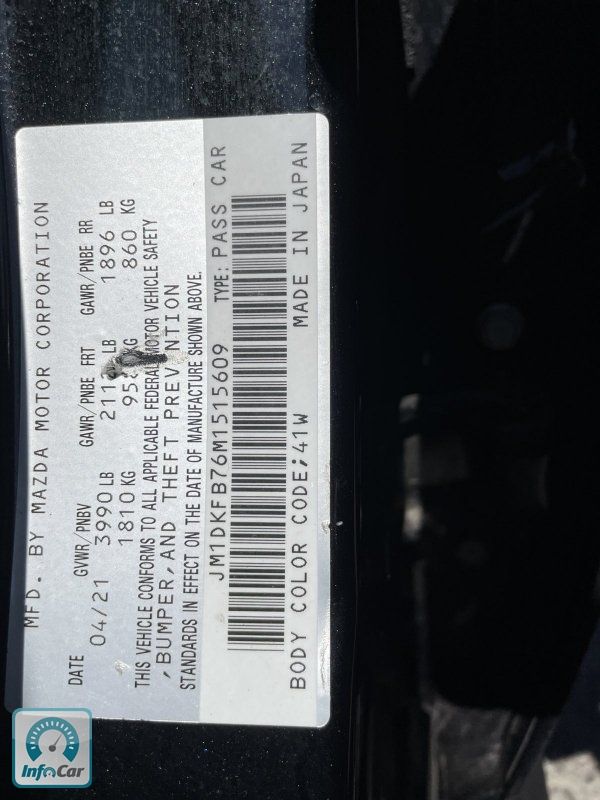 MFD. BY MAZDA MOTOR CORPORATION
DATE GVWR/PNBV GAWR/PNBE FRT GAWR/PNBE RR
04/21 3990 LB LB 1896 LB
1810 KG KG 860 KG
THIS VEHICLE CONFORMS TO ALL APPLICABLE FEDERAL MOTOR VEHICLE SAFETY
,BUMPER,AND THEFT PREVENTION
STANDARDS IN EFFECT ON THE DATE OF MANUFACTURE SHOWN ABOVE.
JM1DKFB76M1515609 TYPE: PASS CAR
BODY COLOR CODE;41W MADE IN JAPAN
InfoCar